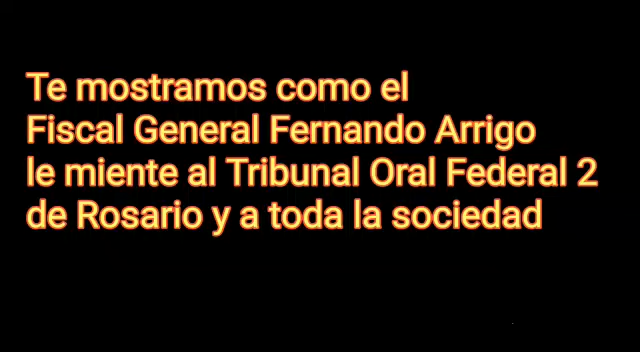 Te mostramos como el
Fiscal General Fernando Arrigo
le miente al Tribunal Oral Federal 2
de Rosario y a toda la sociedad